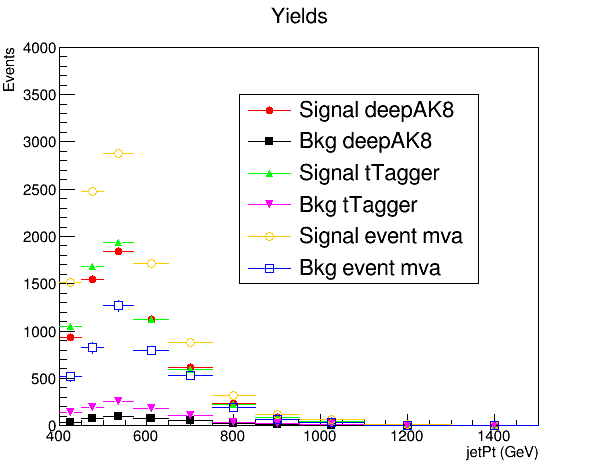 Yields
Events
4000
3500
3000
2500
2000
1500
1000
500
0
Signal deepAK8
Bkg deepAK8
Signal tTagger
Bkg tTagger
Signal event mva
Bkg event mva
400 600 800 1000 1200 1400
jetPt (GeV)